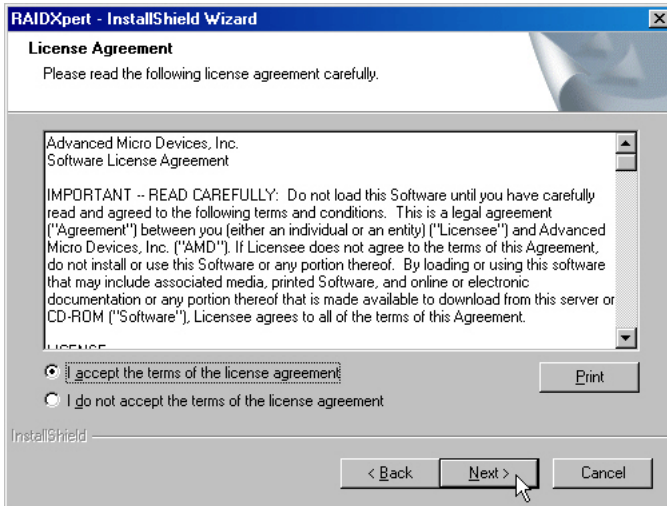 RAIDXpert - InstallShield Wizard
License Agreement
Please read the following license agreement carefully.
Advanced Micro Devices, Inc.
Software License Agreement
IMPORTANT -- READ CAREFULLY: Do not load this Software until you have carefully
read and agreed to the following terms and conditions. This is a legal agreement
("Agreement") between you (either an individual or an entity) ("Licensee") and Advanced
Micro Devices, Inc. ("AMD"). If Licensee does not agree to the terms of this Agreement,
do not install or use this Software or any portion thereof. By loading or using this software
that may include associated media, printed Software, and online or electronic
documentation or any portion thereof that is made available to download from this server or
CD-ROM ("Software"), Licensee agrees to all of the terms of this Agreement.
LICENSE
I accept the terms of the license agreement
Print
I do not accept the terms of the license agreement
InstallShield
< Back
Next >
Cancel